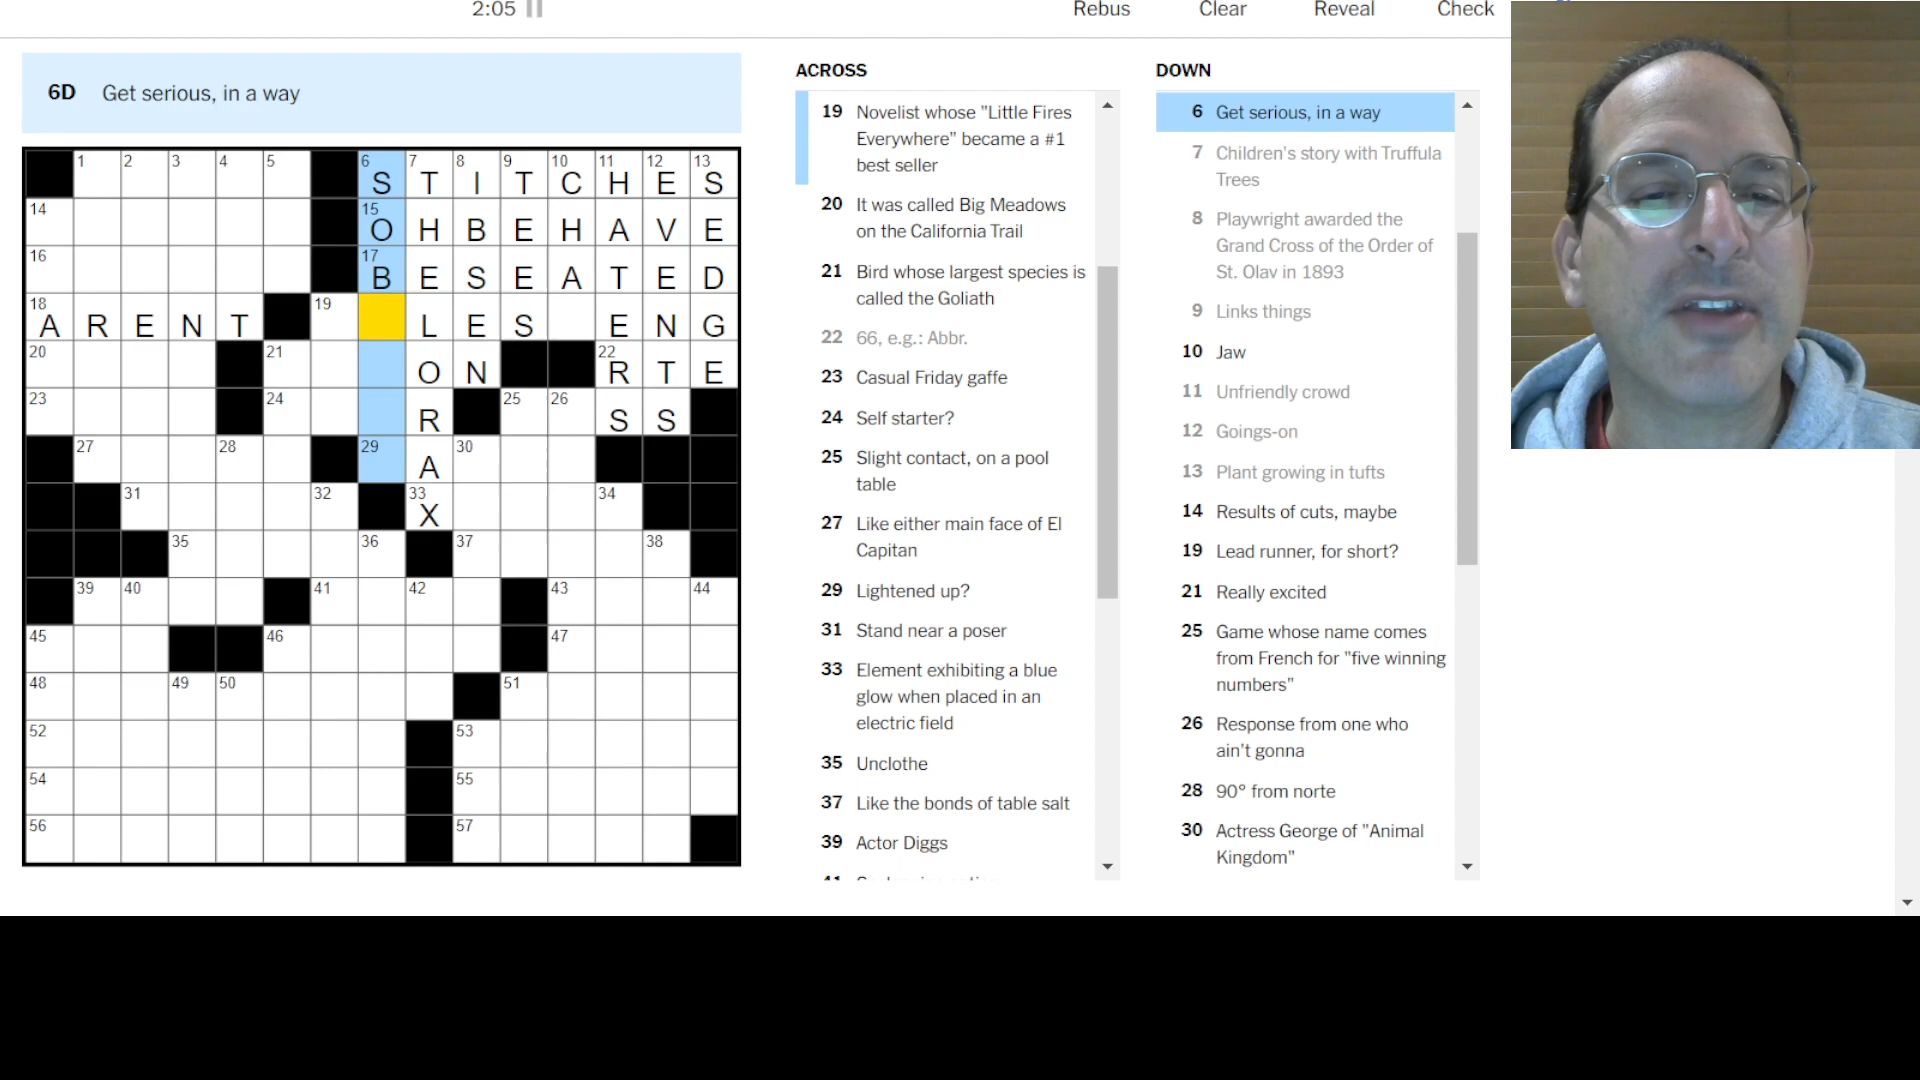 2:05
Rebus Clear Reveal Check
6D Get serious, in a way
1 2 3 4 5 6 7 8 9 10 11 12 13
S T I T C H E S
14 15
O H B E H A V E
16 17
B E S E A T E D
18 19
A R E N T L E S E N G
20 21 22
O N R T E
23 24 25 26
R S S
27 28 29 30
A
31 32 33 34
X
35 36 37 38
39 40 41 42 43 44
45 46 47
48 49 50 51
52 53
54 55
56 57
ACROSS
19 Novelist whose "Little Fires
Everywhere" became a #1
best seller
20 It was called Big Meadows
on the California Trail
21 Bird whose largest species is
called the Goliath
22 66, e.g.: Abbr.
23 Casual Friday gaffe
24 Self starter?
25 Slight contact, on a pool
table
27 Like either main face of El
Capitan
29 Lightened up?
31 Stand near a poser
33 Element exhibiting a blue
glow when placed in an
electric field
35 Unclothe
37 Like the bonds of table salt
39 Actor Diggs
DOWN
6 Get serious, in a way
7 Children's story with Truffula
Trees
8 Playwright awarded the
Grand Cross of the Order of
St. Olav in 1893
9 Links things
10 Jaw
11 Unfriendly crowd
12 Goings-on
13 Plant growing in tufts
14 Results of cuts, maybe
19 Lead runner, for short?
21 Really excited
25 Game whose name comes
from French for "five winning
numbers"
26 Response from one who
ain't gonna
28 90° from norte
30 Actress George of "Animal
Kingdom"